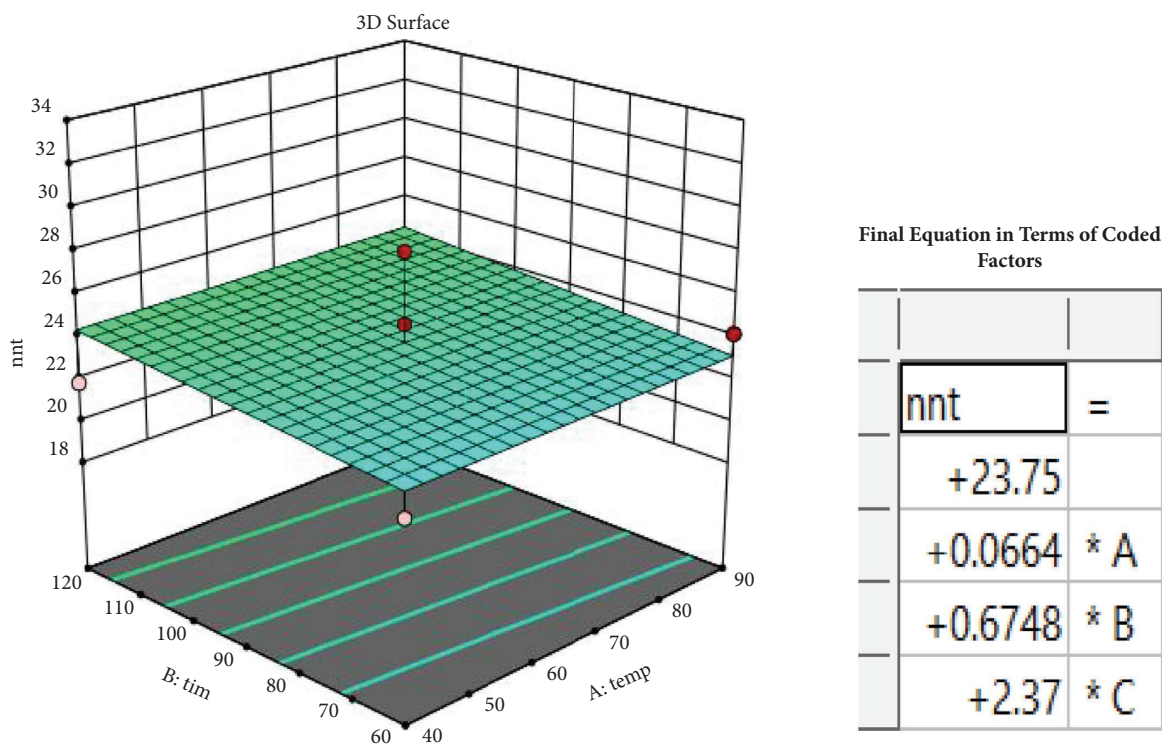 3D Surface
34
32
30
28
26
24
22
20
18
nnt
120
110
100
90
80
70
60
B: tim
40
50
60
70
80
90
A: temp
Final Equation in Terms of Coded
Factors
nnt =
+23.75
+0.0664 * A
+0.6748 * B
+2.37 * C